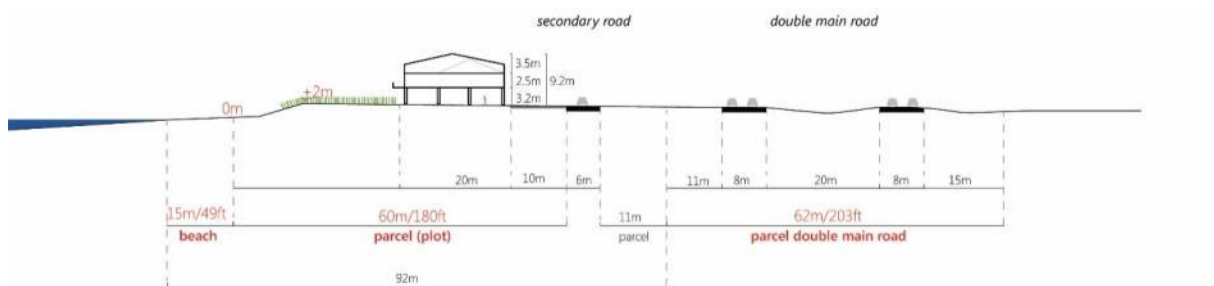 secondary road
double main road
3.5m
2.5m
9.2m
3.2m
+2m
0m
20m
10m
6m
11m
8m
20m
8m
15m
15m/49ft
60m/180ft
11m
62m/203ft
beach
parcel (plot)
parcel
parcel double main road
92m